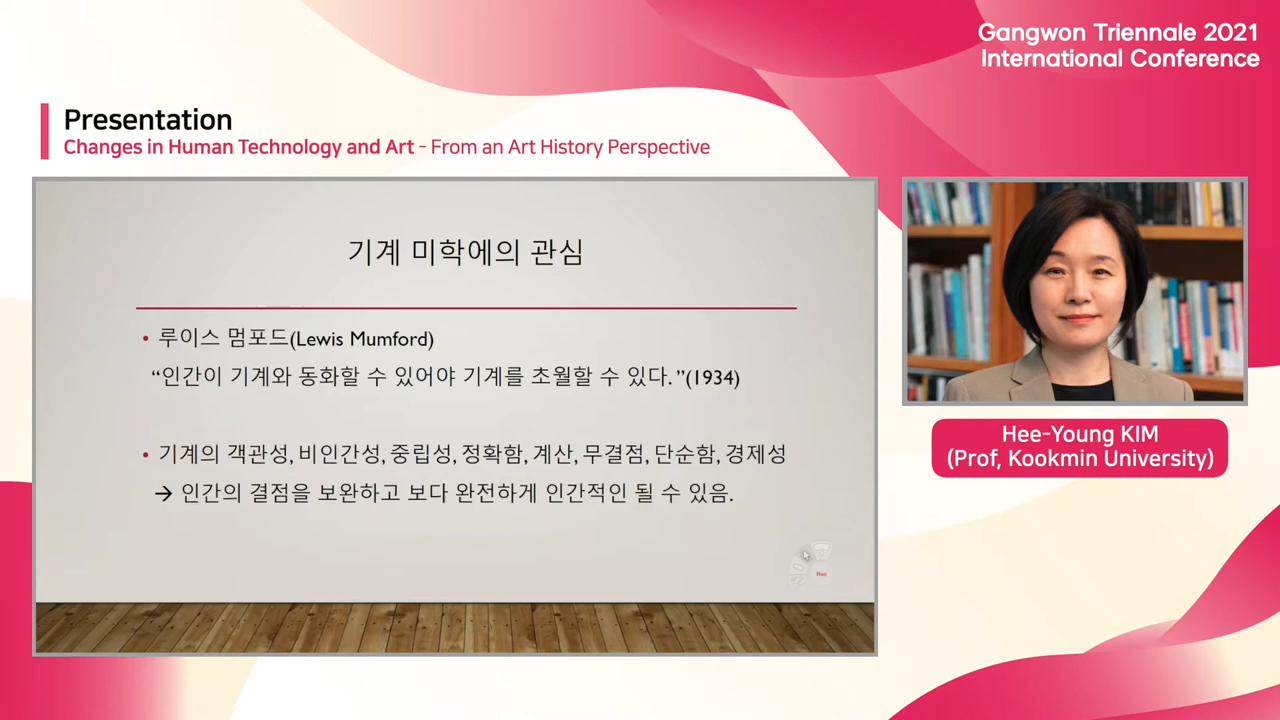 Gangwon Triennale 2021
International Conference
Presentation
Changes in Human Technology and Art - From an Art History Perspective
기계 미학에의 관심
• 루이스 멈포드(Lewis Mumford)
“인간이 기계와 동화할 수 있어야 기계를 초월할 수 있다.”(1934)
• 기계의 객관성, 비인간성, 중립성, 정확함, 계산, 무결점, 단순함, 경제성
→ 인간의 결점을 보완하고 보다 완전하게 인간적인 될 수 있음.
Rec
Hee-Young KIM
(Prof, Kookmin University)